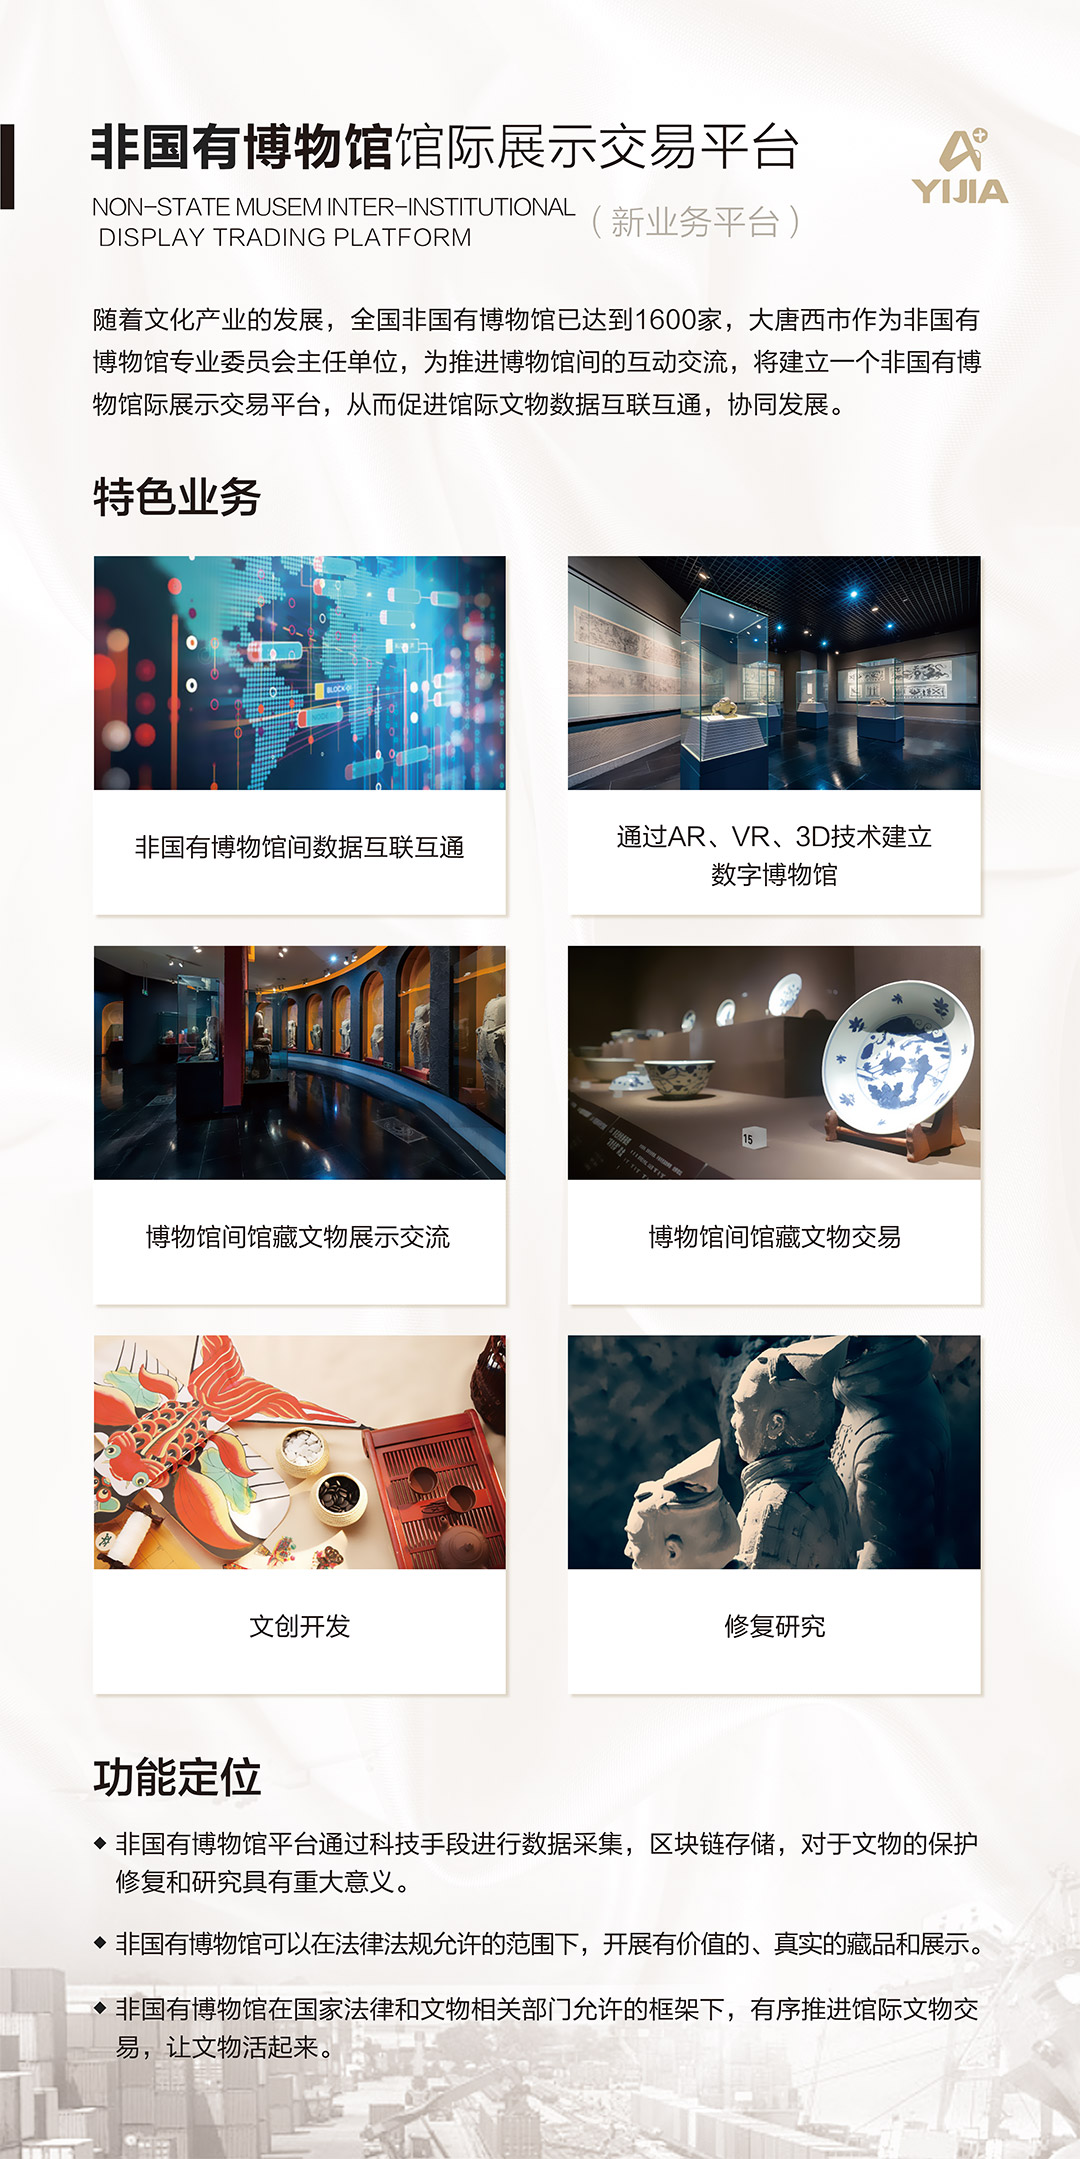 非国有博物馆馆际展示交易平台
NON-STATE MUSEM INTER-INSTITUTIONAL
DISPLAY TRADING PLATFORM
（新业务平台）
A+
YIJIA
随着文化产业的发展，全国非国有博物馆已达到1600家，大唐西市作为非国有
博物馆专业委员会主任单位，为推进博物馆间的互动交流，将建立一个非国有博
物馆际展示交易平台，从而促进馆际文物数据互联互通，协同发展。
特色业务
BLOCK 01
NODE
非国有博物馆间数据互联互通
通过AR、VR、3D技术建立
数字博物馆
博物馆间馆藏文物展示交流
15
博物馆间馆藏文物交易
文创开发
修复研究
功能定位
◆ 非国有博物馆平台通过科技手段进行数据采集，区块链存储，对于文物的保护
修复和研究具有重大意义。
◆ 非国有博物馆可以在法律法规允许的范围下，开展有价值的、真实的藏品和展示。
◆ 非国有博物馆在国家法律和文物相关部门允许的框架下，有序推进馆际文物交
易，让文物活起来。